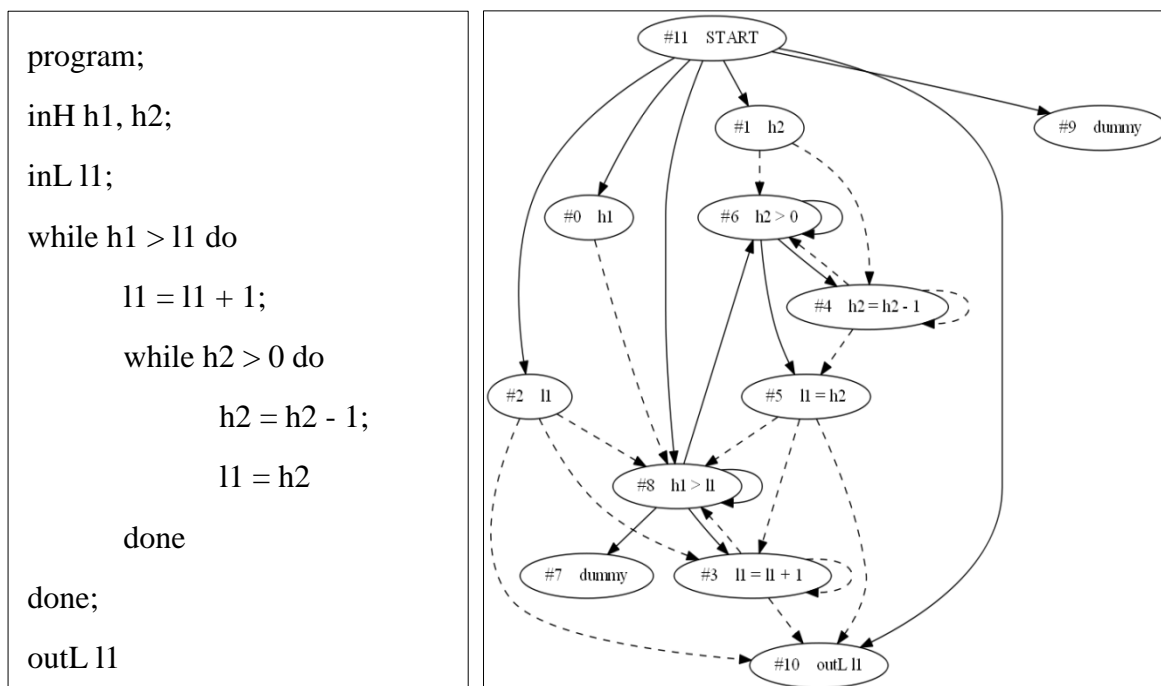 program;
inH h1, h2;
inL l1;
while h1 > l1 do
l1 = l1 + 1;
while h2 > 0 do
h2 = h2 - 1;
l1 = h2
done
done;
outL l1
#11 START
#1 h2
#9 dummy
#0 h1
#6 h2 > 0
#4 h2 = h2 - 1
#2 l1
#5 l1 = h2
#8 h1 > l1
#7 dummy
#3 l1 = l1 + 1
#10 outL l1